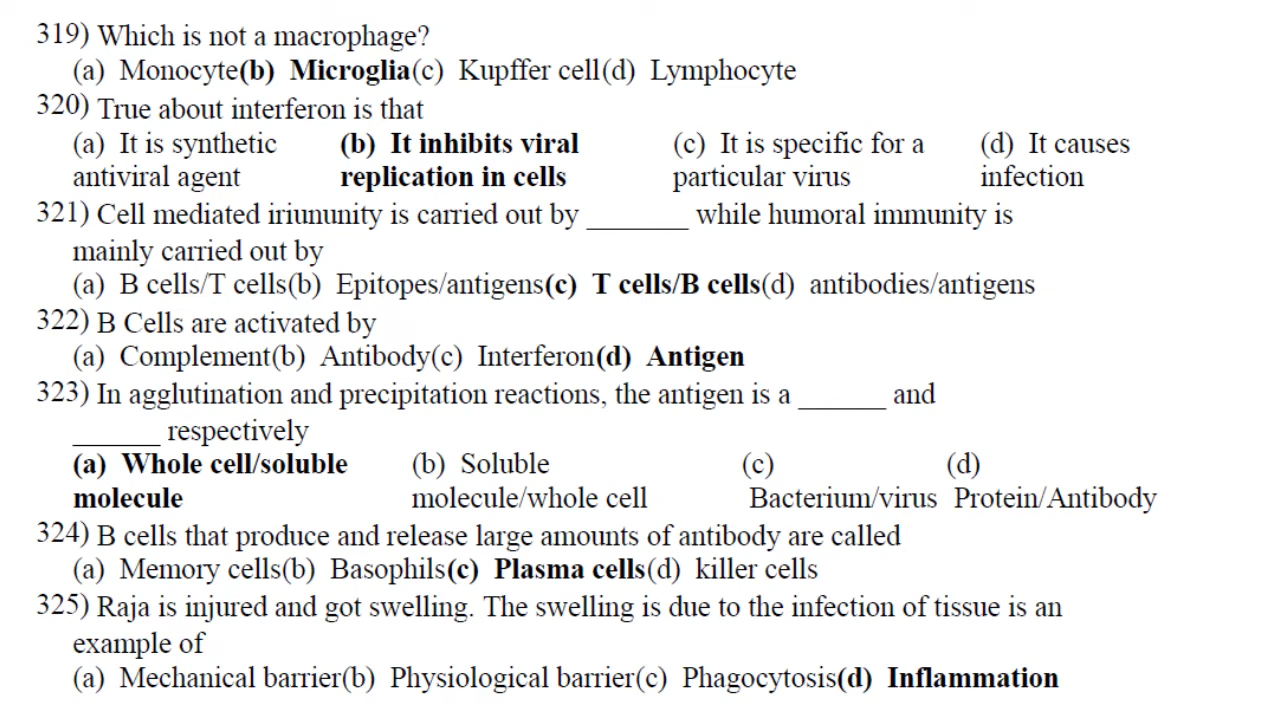 319) Which is not a macrophage?
(a) Monocyte(b) Microglia(c) Kupffer cell(d) Lymphocyte
320) True about interferon is that
(a) It is synthetic (b) It inhibits viral (c) It is specific for a (d) It causes
antiviral agent replication in cells particular virus infection
321) Cell mediated iriununity is carried out by _______ while humoral immunity is
mainly carried out by
(a) B cells/T cells(b) Epitopes/antigens(c) T cells/B cells(d) antibodies/antigens
322) B Cells are activated by
(a) Complement(b) Antibody(c) Interferon(d) Antigen
323) In agglutination and precipitation reactions, the antigen is a ______ and
______ respectively
(a) Whole cell/soluble (b) Soluble (c) (d)
molecule molecule/whole cell Bacterium/virus Protein/Antibody
324) B cells that produce and release large amounts of antibody are called
(a) Memory cells(b) Basophils(c) Plasma cells(d) killer cells
325) Raja is injured and got swelling. The swelling is due to the infection of tissue is an
example of
(a) Mechanical barrier(b) Physiological barrier(c) Phagocytosis(d) Inflammation